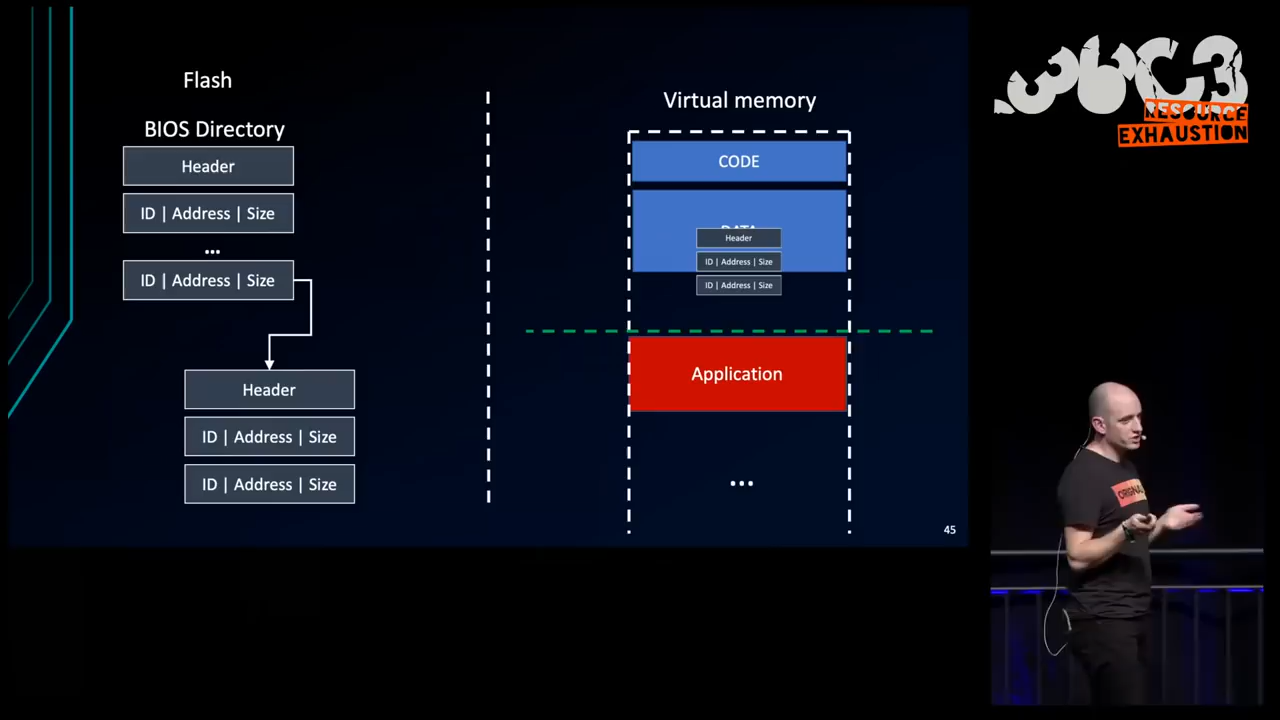 Flash
BIOS Directory
Header
ID | Address | Size
...
ID | Address | Size
Header
ID | Address | Size
ID | Address | Size
Virtual memory
CODE
Header
ID | Address | Size
ID | Address | Size
Application
...
45
36C3
RESOURCE
EXHAUSTION